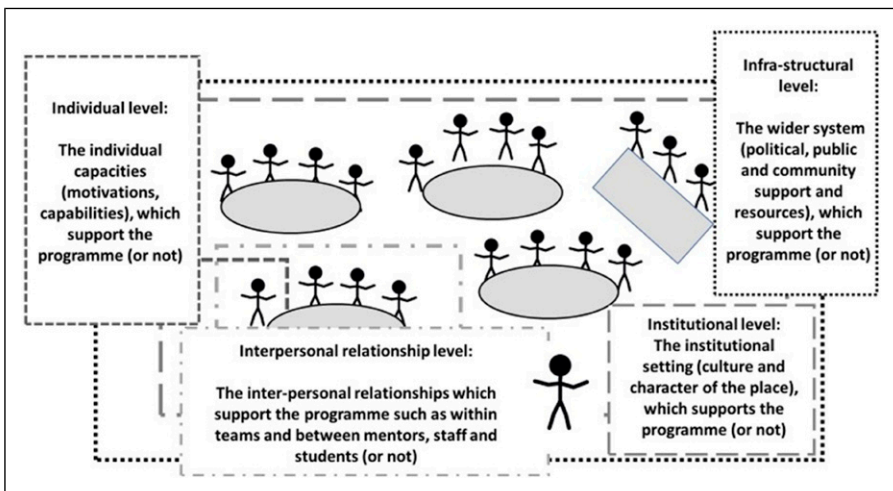 Individual level:
The individual
capacities
(motivations,
capabilities), which
support the
programme (or not)
Infra-structural
level:
The wider system
(political, public
and community
support and
resources), which
support the
programme (or not)
Interpersonal relationship level:
The inter-personal relationships which
support the programme such as within
teams and between mentors, staff and
students (or not)
Institutional level:
The institutional
setting (culture and
character of the place),
which supports the
programme (or not)